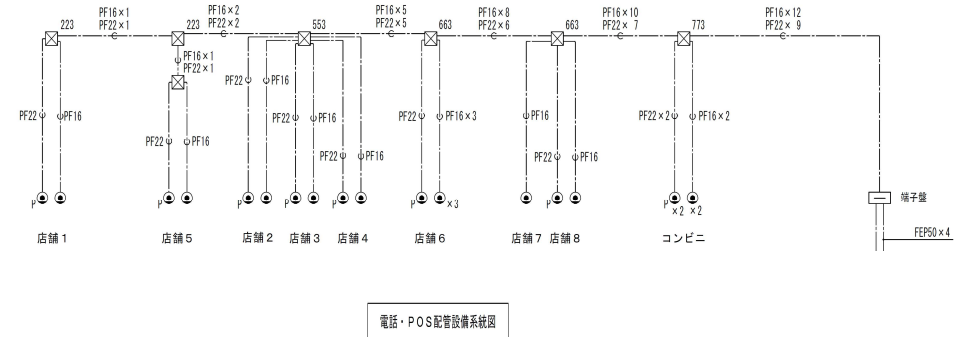 PF16×1
PF22×1
PF16×2
PF22×2
PF16×5
PF22×5
PF16×8
PF22×6
PF16×10
PF22× 7
PF16×12
PF22× 9
223
223
553
663
663
773
PF16×1
PF22×1
PF22
PF16
PF22
PF16
PF22
PF16
PF22
PF16
PF22
PF16
PF22
PF16×3
PF16
PF22
PF16
PF22×2
PF16×2
P
P
P
P
P
P
×3
P
P
P
×2
×2
端子盤
FEP50×4
店舗1
店舗5
店舗2
店舗3
店舗4
店舗6
店舗7
店舗8
コンビニ
電話・POS配管設備系統図